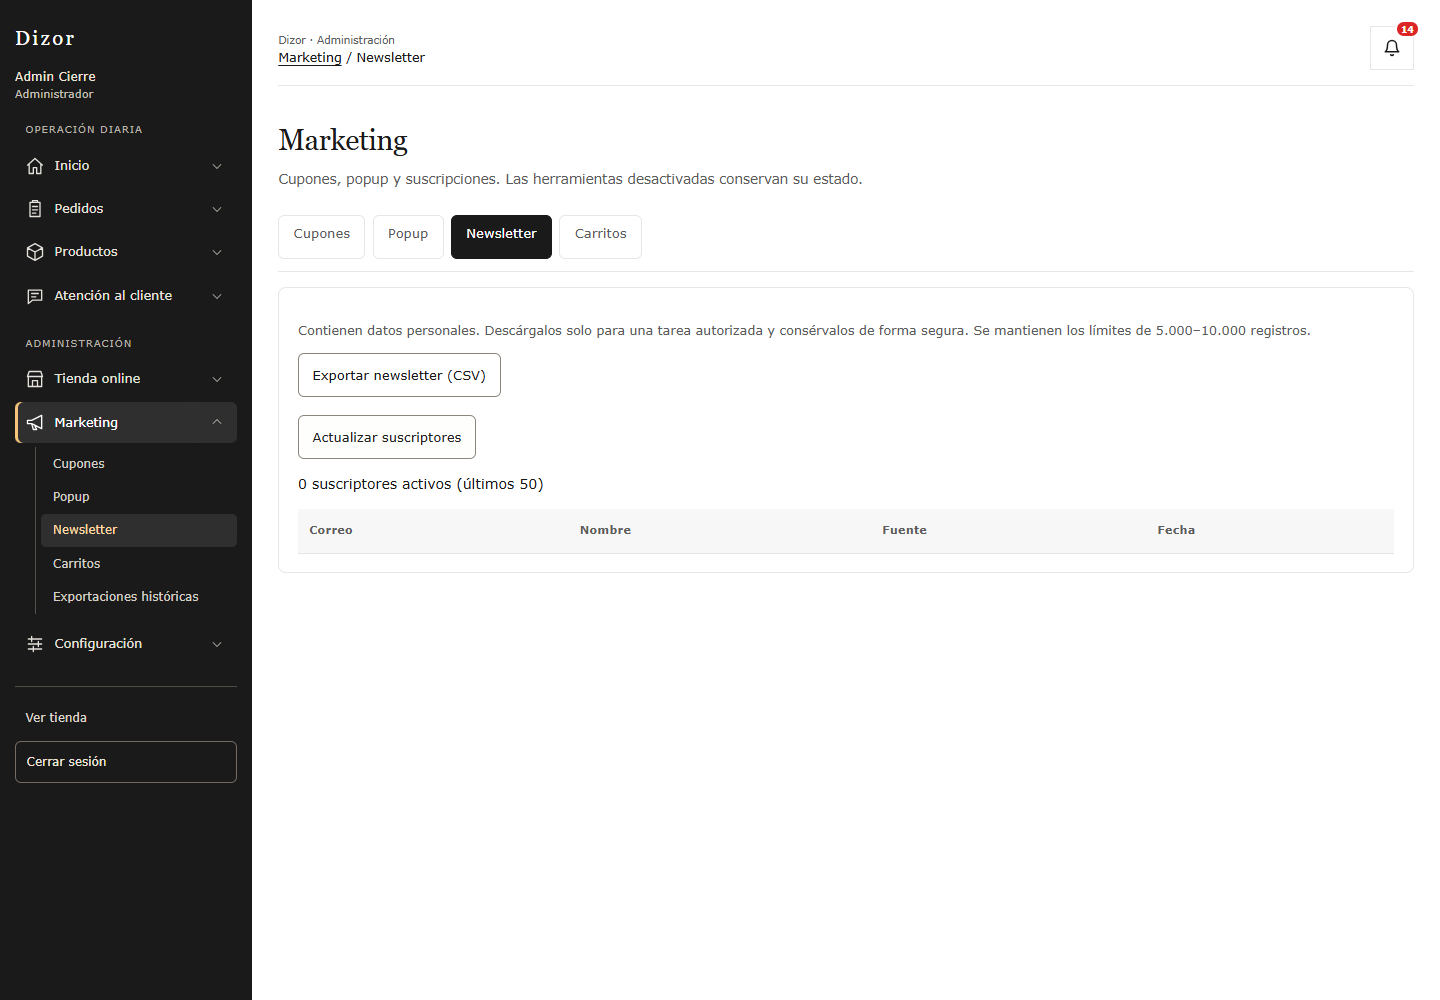 Dizor
Admin Cierre
Administrador
OPERACIÓN DIARIA
Inicio
Pedidos
Productos
Atención al cliente
ADMINISTRACIÓN
Tienda online
Marketing
Cupones
Popup
Newsletter
Carritos
Exportaciones históricas
Configuración
Ver tienda
Cerrar sesión
Dizor · Administración
Marketing / Newsletter
14
Marketing
Cupones, popup y suscripciones. Las herramientas desactivadas conservan su estado.
Cupones Popup Newsletter Carritos
Contienen datos personales. Descárgalos solo para una tarea autorizada y consérvalos de forma segura. Se mantienen los límites de 5.000–10.000 registros.
Exportar newsletter (CSV)
Actualizar suscriptores
0 suscriptores activos (últimos 50)
Correo Nombre Fuente Fecha